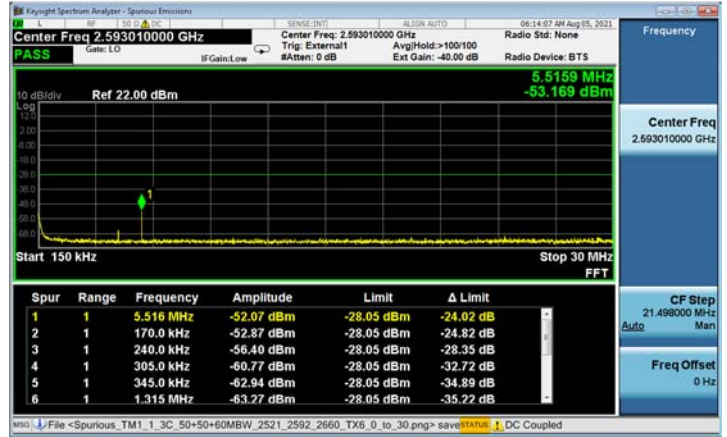 Keysight Spectrum Analyzer - Spurious Emissions
L RF 50 Ω DC SENSE:INT ALIGN AUTO 06:14:07 AM Aug 05, 2021
Center Freq 2.593010000 GHz Center Freq: 2.593010000 GHz Radio Std: None
PASS Gate: LO IFGain:Low Trig: External1 Avg|Hold:>100/100
#Atten: 0 dB Ext Gain: -40.00 dB Radio Device: BTS
Frequency
5.5159 MHz
-53.169 dBm
10 dB/div Ref 22.00 dBm
Log
12.0
2.00
-8.00
-18.0
-28.0
-38.0
-48.0
-58.0
-68.0
1
Start 150 kHz Stop 30 MHz
FFT
Center Freq
2.593010000 GHz
Spur Range Frequency Amplitude Limit Δ Limit
1 1 5.516 MHz -52.07 dBm -28.05 dBm -24.02 dB
2 1 170.0 kHz -52.87 dBm -28.05 dBm -24.82 dB
3 1 240.0 kHz -56.40 dBm -28.05 dBm -28.35 dB
4 1 305.0 kHz -60.77 dBm -28.05 dBm -32.72 dB
5 1 345.0 kHz -62.94 dBm -28.05 dBm -34.89 dB
6 1 1.315 MHz -63.27 dBm -28.05 dBm -35.22 dB
CF Step
21.498000 MHz
Auto Man
Freq Offset
0 Hz
MSG File <Spurious_TM1_1_3C_50+50+60MBW_2521_2592_2660_TX6_0_to_30.png> save STATUS DC Coupled